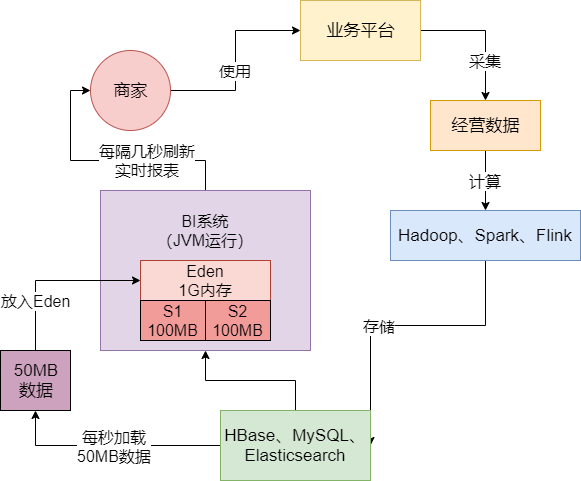 业务平台
使用
采集
商家
经营数据
每隔几秒刷新
实时报表
计算
BI系统
（JVM运行）
Hadoop、Spark、Flink
Eden
1G内存
放入Eden
S1
100MB
S2
100MB
存储
50MB
数据
每秒加载
50MB数据
HBase、MySQL、
Elasticsearch